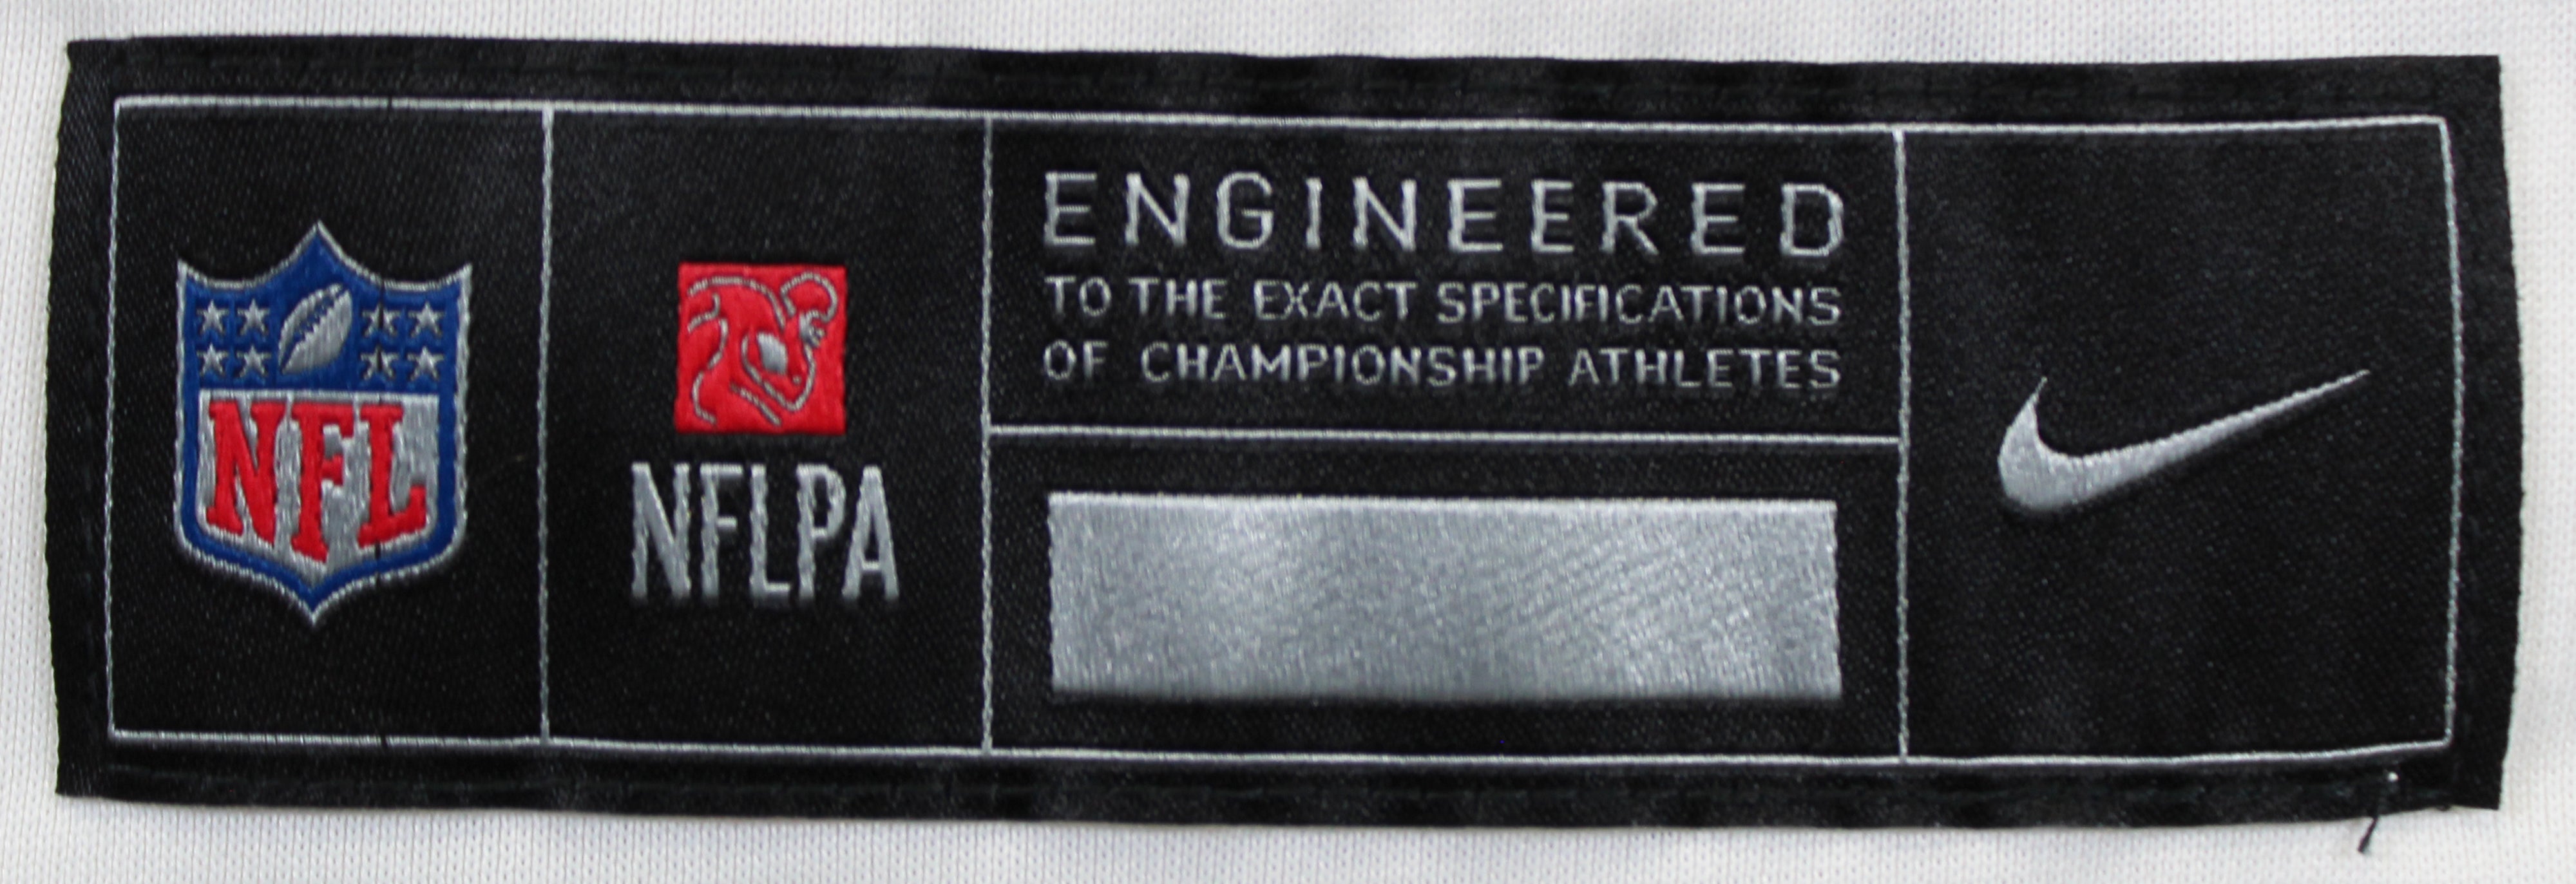 NFL
NFLPA
ENGINEERED
TO THE EXACT SPECIFICATIONS
OF CHAMPIONSHIP ATHLETES